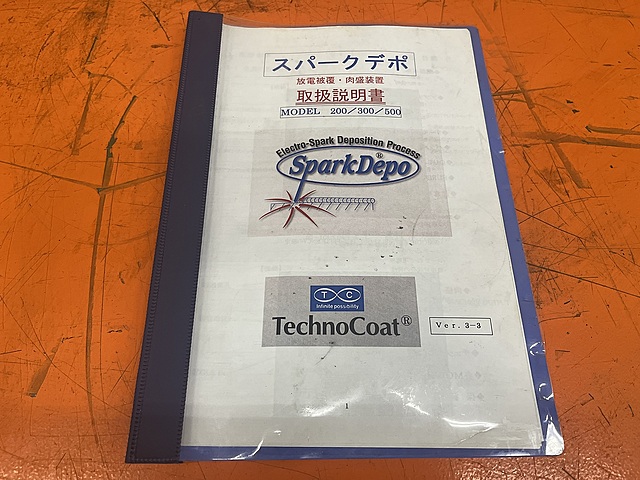 スパークデポ
放電被覆・肉盛装置
取扱説明書
MODEL 200/300/500
Electro-Spark Deposition Process
SparkDepo®
T C
Infinite possibility
TechnoCoat®
Ver. 3-3
1